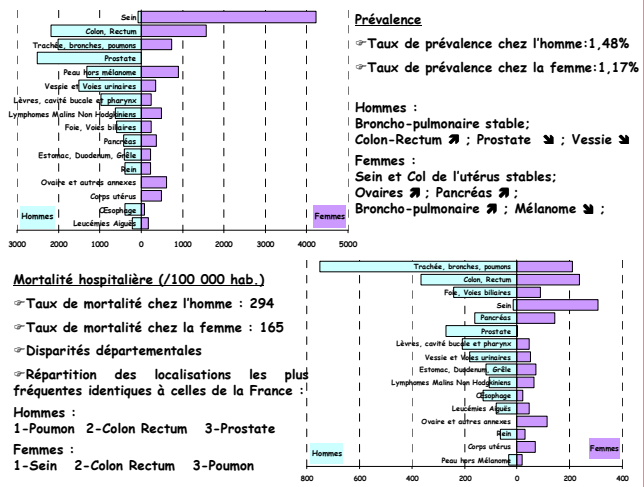 Sein
Colon, Rectum
Trachée, bronches, poumons
Prostate
Peau hors mélanome
Vessie et Voies urinaires
Lèvres, cavité bucale et pharynx
Lymphomes Malins Non Hodgkiniens
Foie, Voies biliaires
Pancréas
Estomac, Duodenum, Grêle
Rein
Ovaire et autres annexes
Corps utérus
Œsophage
Leucémies Aiguës
Hommes
Femmes
3000 2000 1000 0 1000 2000 3000 4000 5000
Prévalence
☞Taux de prévalence chez l'homme:1,48%
☞Taux de prévalence chez la femme:1,17%
Hommes :
Broncho-pulmonaire stable;
Colon-Rectum ↗ ; Prostate ↘ ; Vessie ↘
Femmes :
Sein et Col de l'utérus stables;
Ovaires ↗ ; Pancréas ↗ ;
Broncho-pulmonaire ↗ ; Mélanome ↘ ;
Mortalité hospitalière (/100 000 hab.)
☞Taux de mortalité chez l'homme : 294
☞Taux de mortalité chez la femme : 165
☞Disparités départementales
☞Répartition des localisations les plus
fréquentes identiques à celles de la France :
Hommes :
1-Poumon 2-Colon Rectum 3-Prostate
Femmes :
1-Sein 2-Colon Rectum 3-Poumon
Trachée, bronches, poumons
Colon, Rectum
Foie, Voies biliaires
Sein
Pancréas
Prostate
Lèvres, cavité bucale et pharynx
Vessie et Voies urinaires
Estomac, Duodenum, Grêle
Lymphomes Malins Non Hodgkiniens
Œsophage
Leucémies Aiguës
Ovaire et autres annexes
Rein
Corps utérus
Peau hors Mélanome
Hommes
Femmes
800 600 400 200 0 200 400